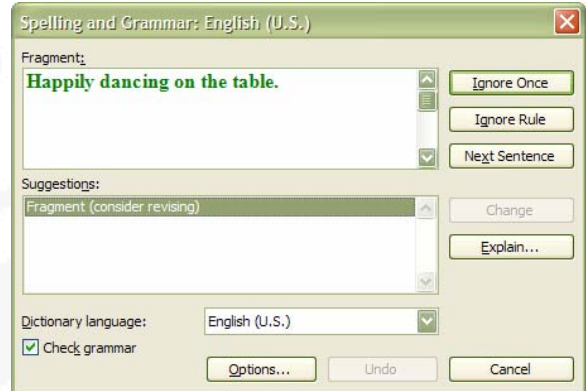 Spelling and Grammar: English (U.S.)
Fragment:
Happily dancing on the table.
Ignore Once
Ignore Rule
Next Sentence
Suggestions:
Fragment (consider revising)
Change
Explain...
Dictionary language:
English (U.S.)
Check grammar
Options...
Undo
Cancel